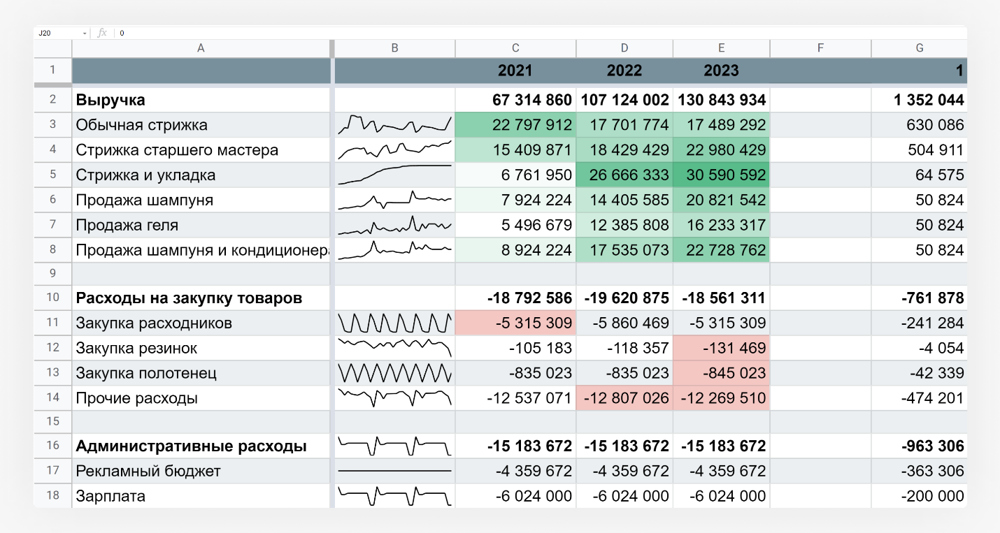 J20 fx 0
A B C D E F G
1 2021 2022 2023 1
2 Выручка 67 314 860 107 124 002 130 843 934 1 352 044
3 Обычная стрижка 22 797 912 17 701 774 17 489 292 630 086
4 Стрижка старшего мастера 15 409 871 18 429 429 22 980 429 504 911
5 Стрижка и укладка 6 761 950 26 666 333 30 590 592 64 575
6 Продажа шампуня 7 924 224 14 405 585 20 821 542 50 824
7 Продажа геля 5 496 679 12 385 808 16 233 317 50 824
8 Продажа шампуня и кондиционера 8 924 224 17 535 073 22 728 762 50 824
9
10 Расходы на закупку товаров -18 792 586 -19 620 875 -18 561 311 -761 878
11 Закупка расходников -5 315 309 -5 860 469 -5 315 309 -241 284
12 Закупка резинок -105 183 -118 357 -131 469 -4 054
13 Закупка полотенец -835 023 -835 023 -845 023 -42 339
14 Прочие расходы -12 537 071 -12 807 026 -12 269 510 -474 201
15
16 Административные расходы -15 183 672 -15 183 672 -15 183 672 -963 306
17 Рекламный бюджет -4 359 672 -4 359 672 -4 359 672 -363 306
18 Зарплата -6 024 000 -6 024 000 -6 024 000 -200 000